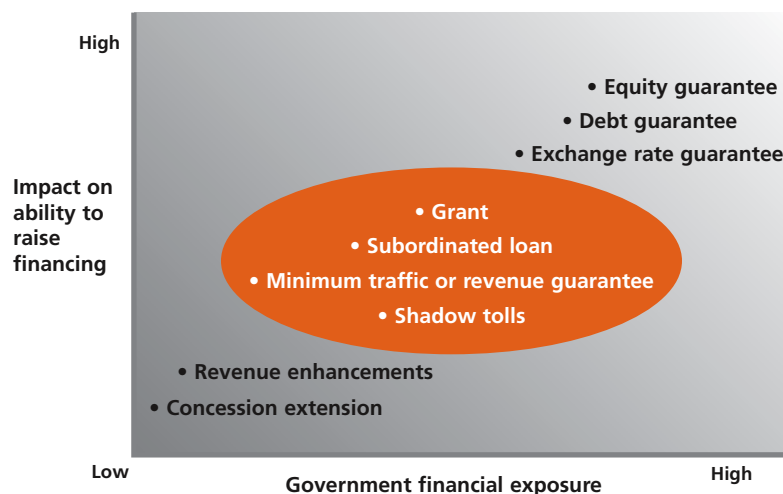 High
• Equity guarantee
• Debt guarantee
• Exchange rate guarantee
Impact on
ability to
raise
financing
• Grant
• Subordinated loan
• Minimum traffic or revenue guarantee
• Shadow tolls
• Revenue enhancements
• Concession extension
Low
Government financial exposure
High